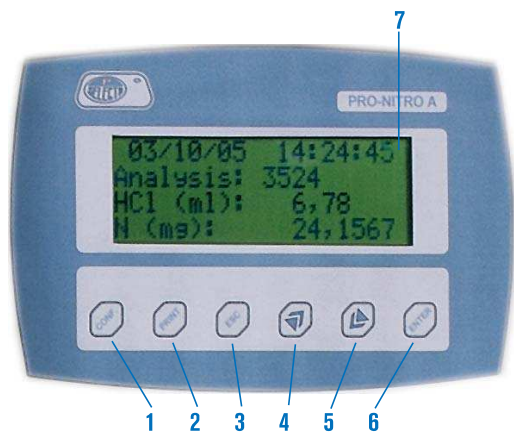 7
SELECTA
PRO-NITRO A
03/10/05 14:24:45
Analysis: 3524
HCl (ml): 6,78
N (mg): 24,1567
CONF. PRINT ESC ENTER
1 2 3 4 5 6